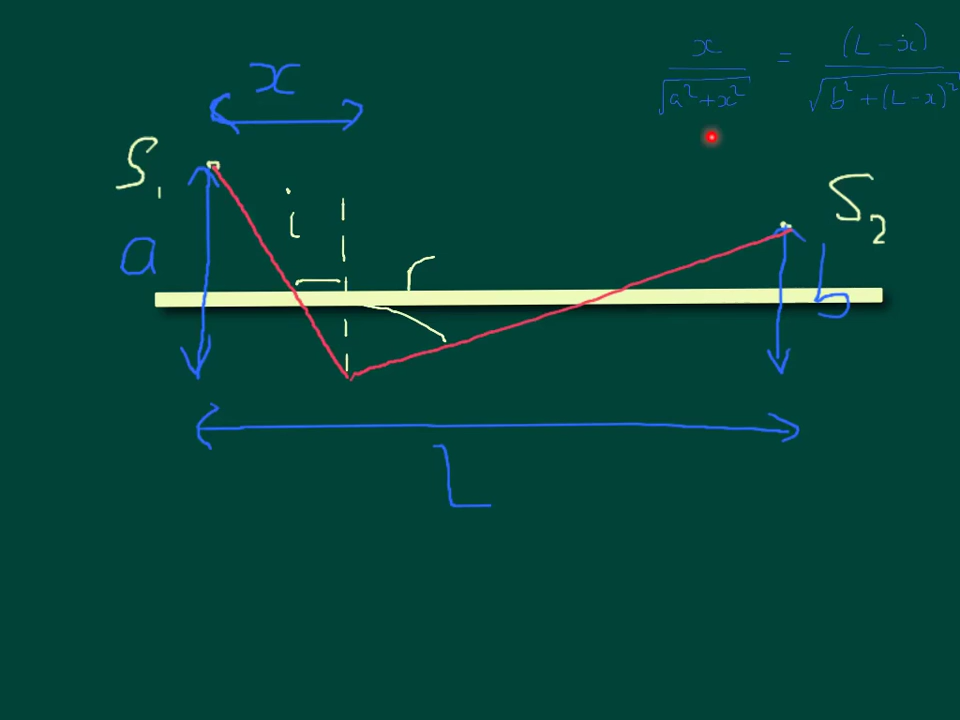 x
x / √(a² + x²) = (L - x) / √(b² + (L - x)²)
S₁
S₂
i
a
r
b
L